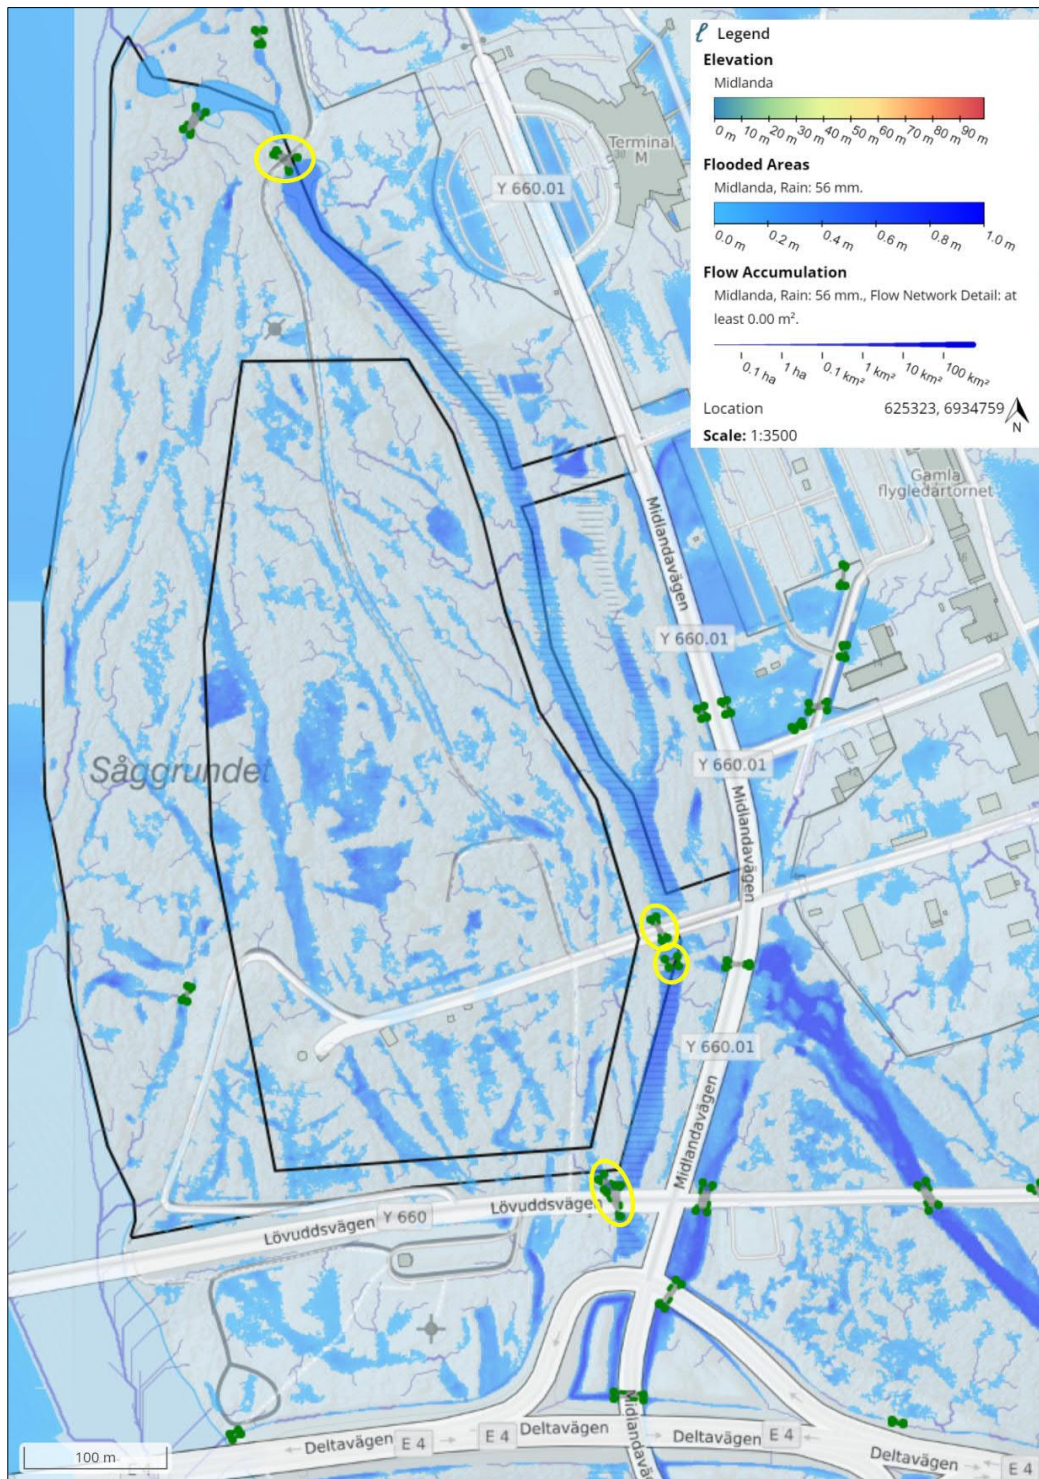 Legend
Elevation
Midlanda
0 m 10 m 20 m 30 m 40 m 50 m 60 m 70 m 80 m 90 m
Flooded Areas
Midlanda, Rain: 56 mm.
0.0 m 0.2 m 0.4 m 0.6 m 0.8 m 1.0 m
Flow Accumulation
Midlanda, Rain: 56 mm., Flow Network Detail: at
least 0.00 m².
0.1 ha 1 ha 0.1 km² 1 km² 10 km² 100 km²
Location 625323, 6934759
N
Scale: 1:3500
Terminal
M
Y 660.01
Gamla
flygledartornet
Midlandavägen
Y 660.01
Y 660.01
Såggrundet
Midlandavägen
Y 660.01
Midlandavägen
Lövuddsvägen
Y 660
Lövuddsvägen
Midlandavägen
Deltavägen
E 4
Deltavägen
Deltavägen
E 4
Deltavägen
E 4
100 m